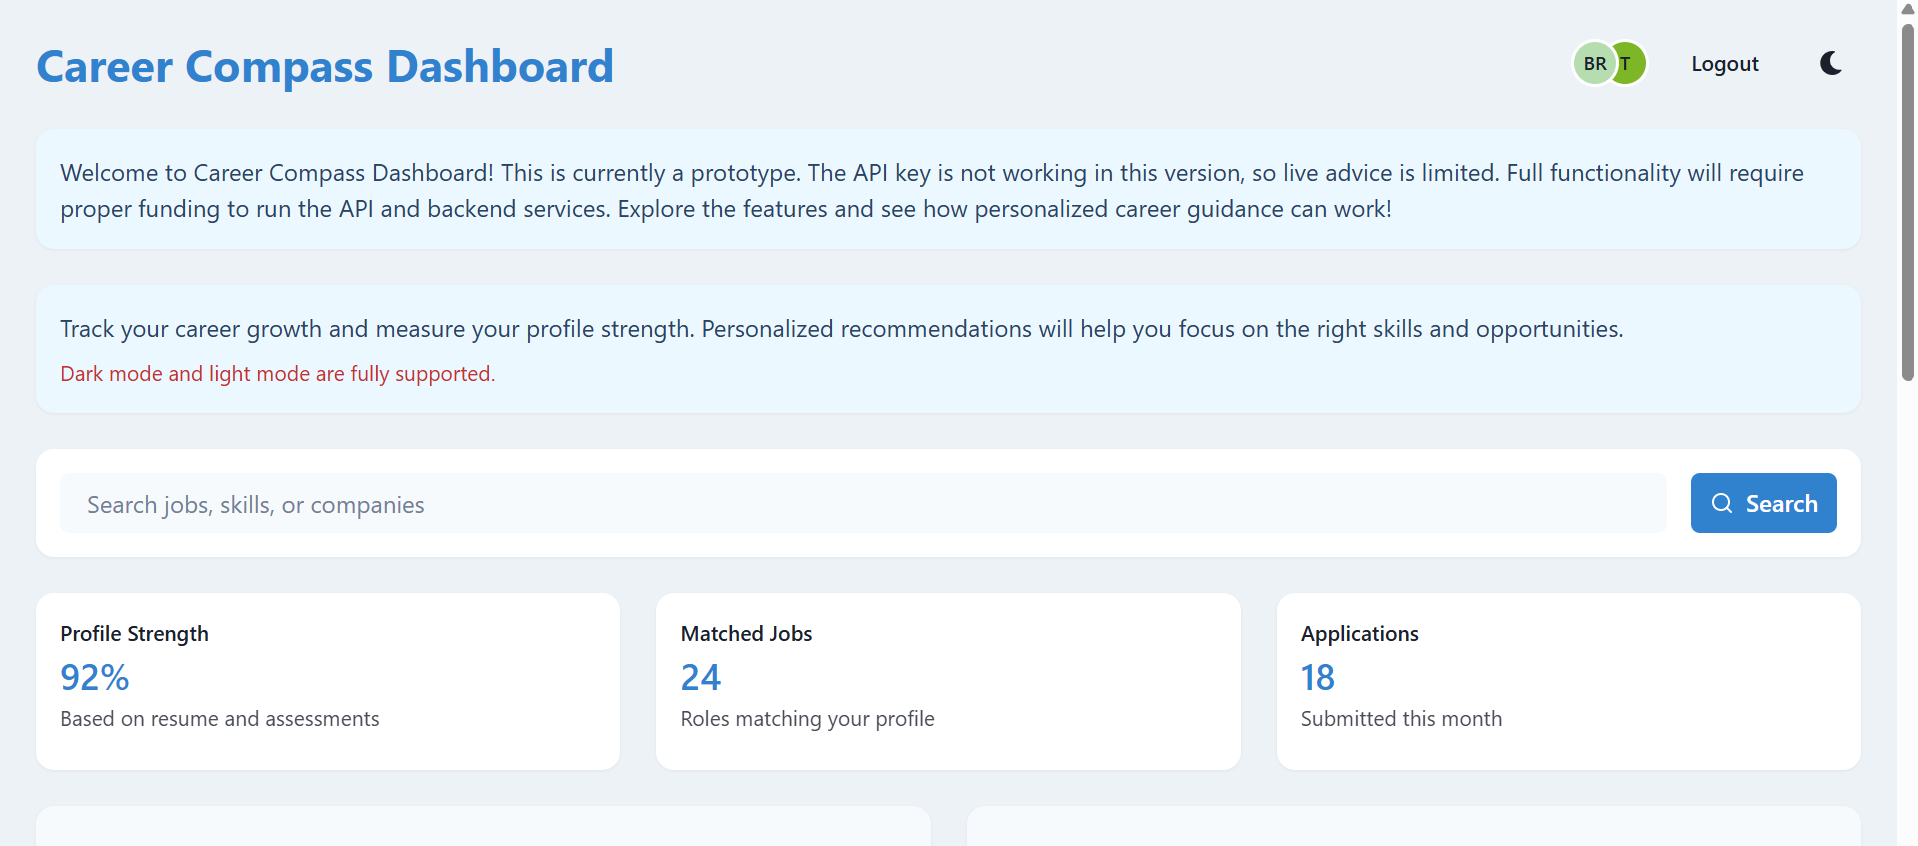 Career Compass Dashboard
BR
T
Logout
Welcome to Career Compass Dashboard! This is currently a prototype. The API key is not working in this version, so live advice is limited. Full functionality will require
proper funding to run the API and backend services. Explore the features and see how personalized career guidance can work!
Track your career growth and measure your profile strength. Personalized recommendations will help you focus on the right skills and opportunities.
Dark mode and light mode are fully supported.
Search jobs, skills, or companies
Search
Profile Strength
92%
Based on resume and assessments
Matched Jobs
24
Roles matching your profile
Applications
18
Submitted this month